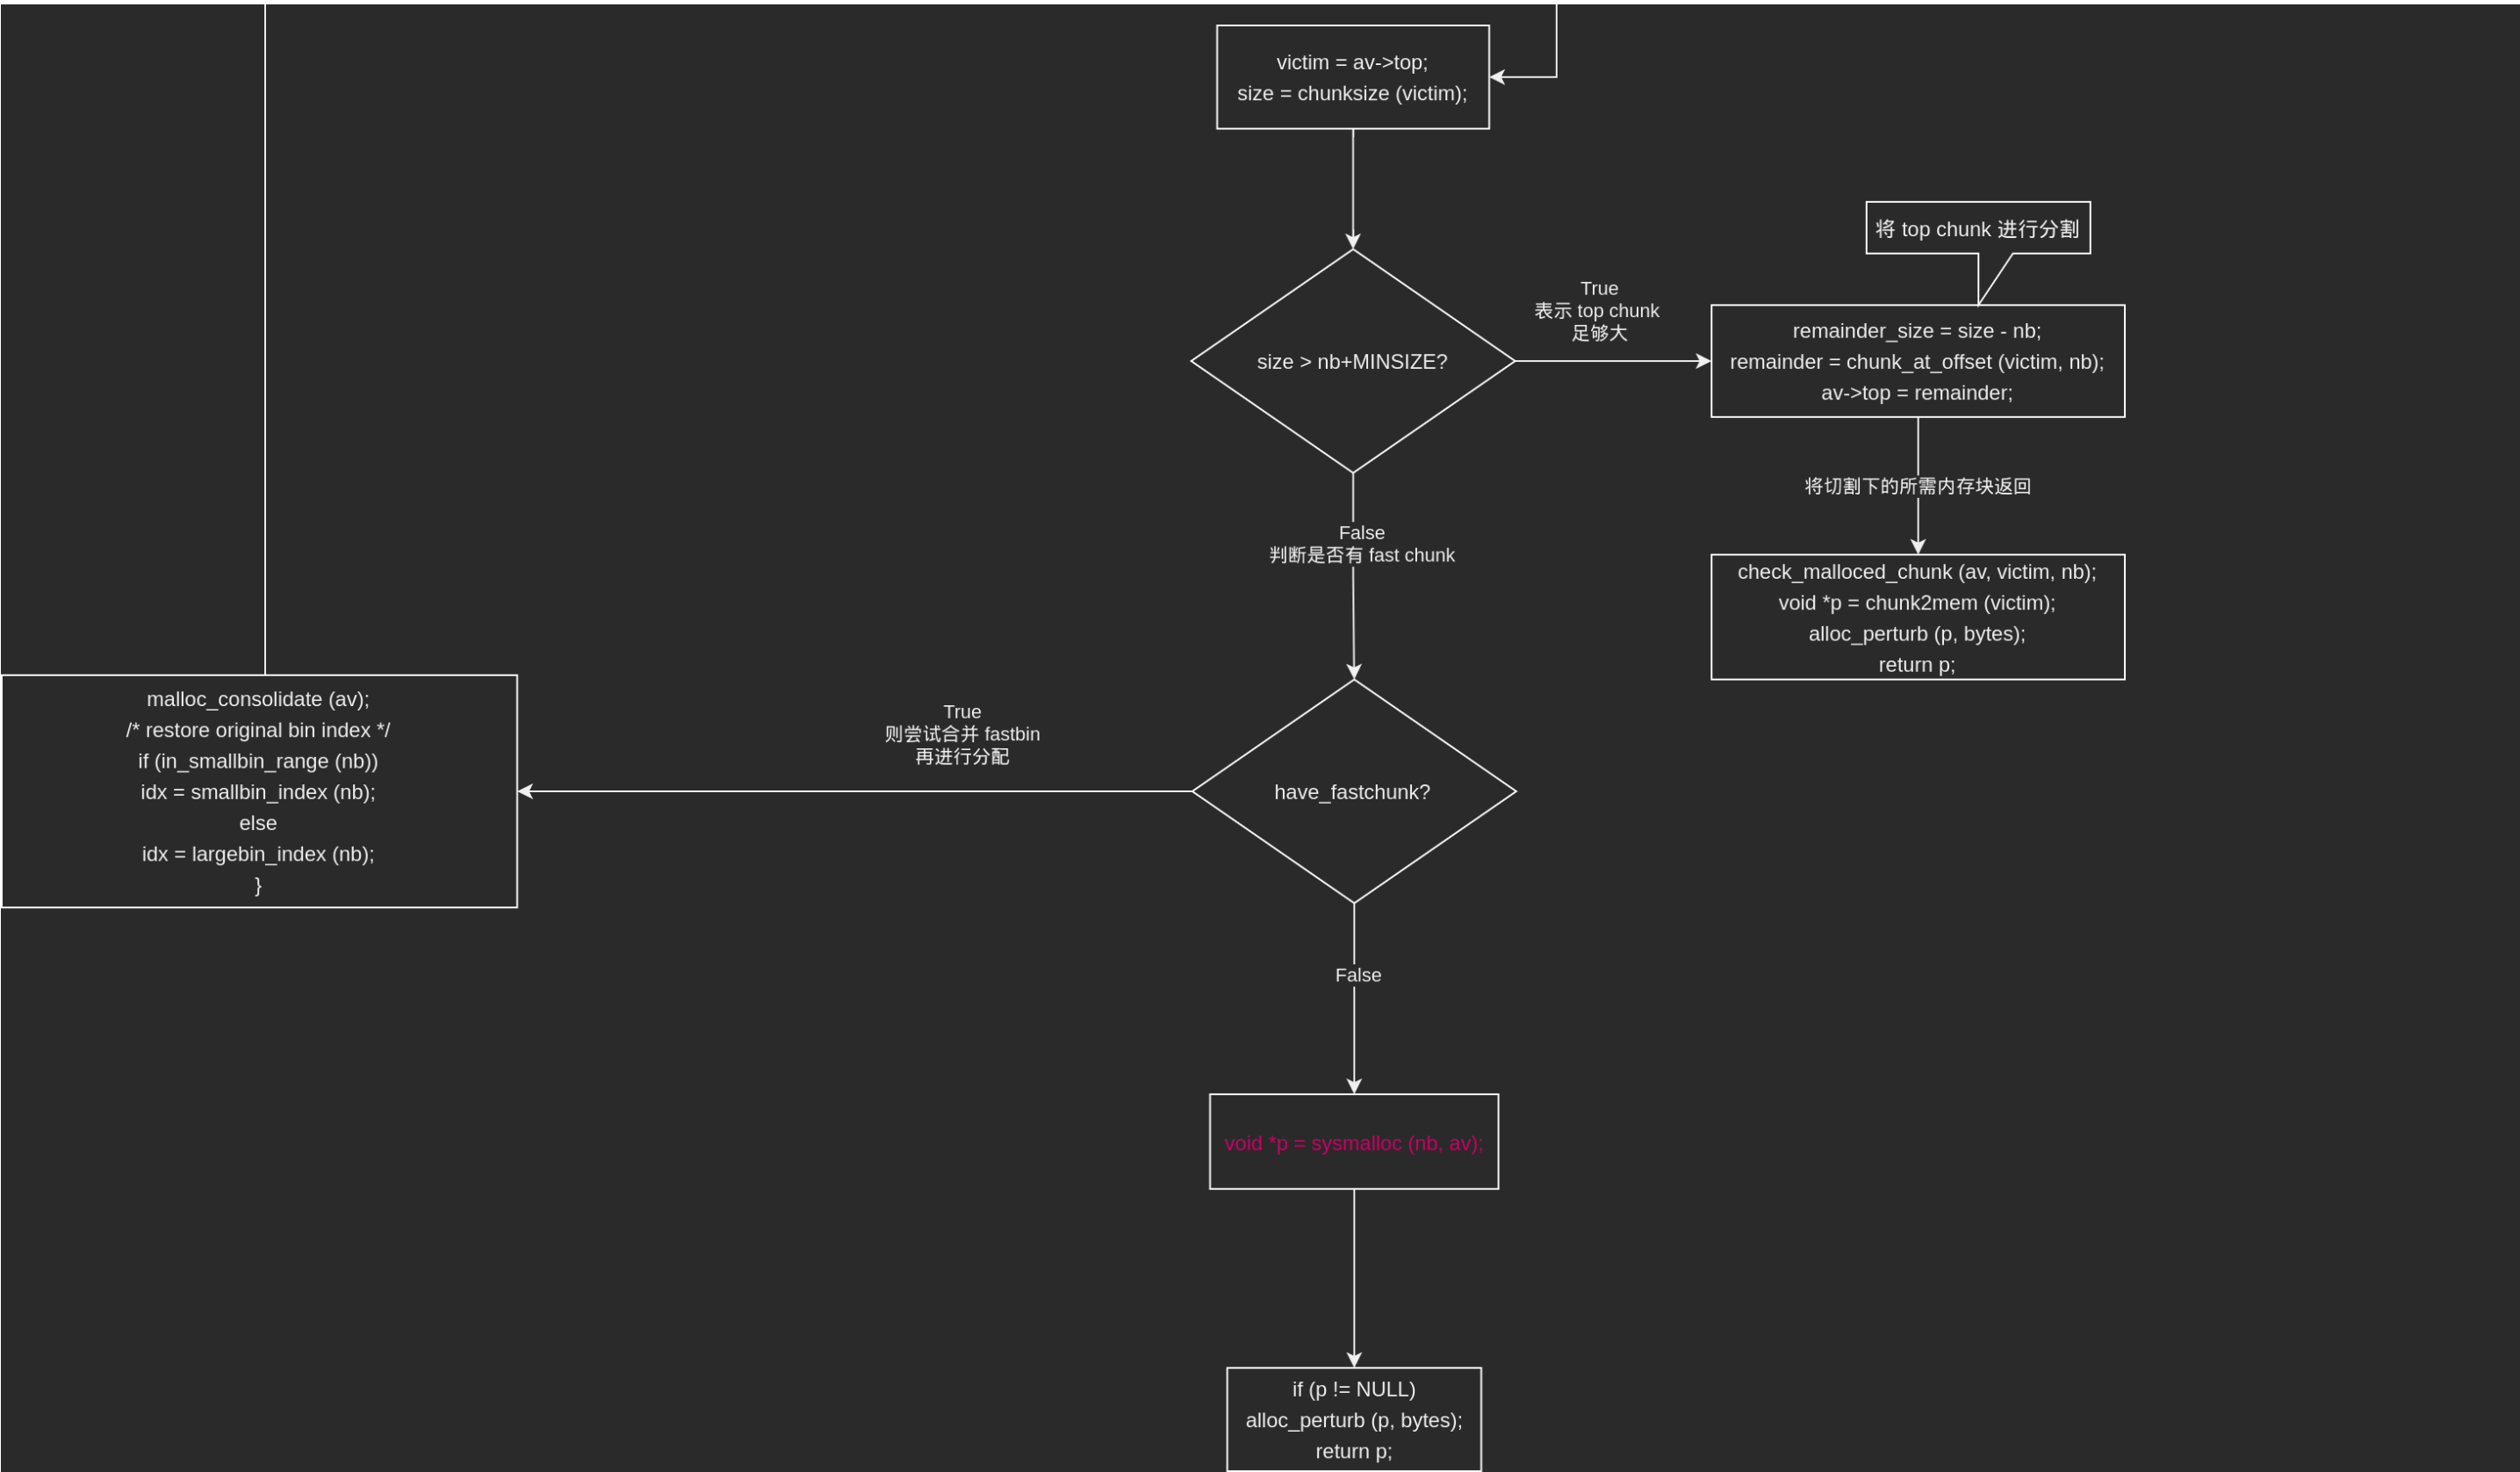 victim = av->top;
size = chunksize (victim);
将 top chunk 进行分割
True
表示 top chunk
足够大
size > nb+MINSIZE?
remainder_size = size - nb;
remainder = chunk_at_offset (victim, nb);
av->top = remainder;
将切割下的所需内存块返回
False
判断是否有 fast chunk
check_malloced_chunk (av, victim, nb);
void *p = chunk2mem (victim);
alloc_perturb (p, bytes);
return p;
malloc_consolidate (av);
/* restore original bin index */
if (in_smallbin_range (nb))
idx = smallbin_index (nb);
else
idx = largebin_index (nb);
}
True
则尝试合并 fastbin
再进行分配
have_fastchunk?
False
void *p = sysmalloc (nb, av);
if (p != NULL)
alloc_perturb (p, bytes);
return p;